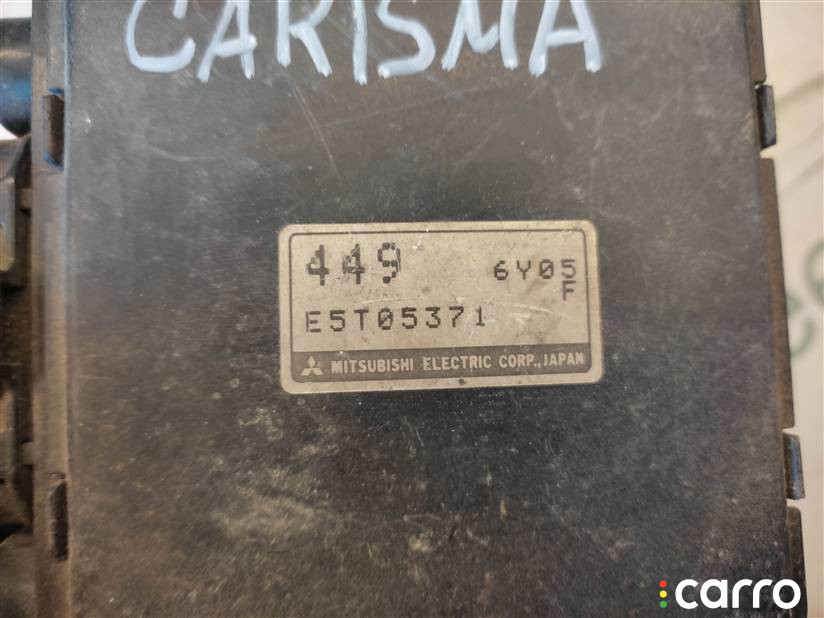 CARISMA
449 6Y05
F
E5T05371
MITSUBISHI ELECTRIC CORP., JAPAN
carro